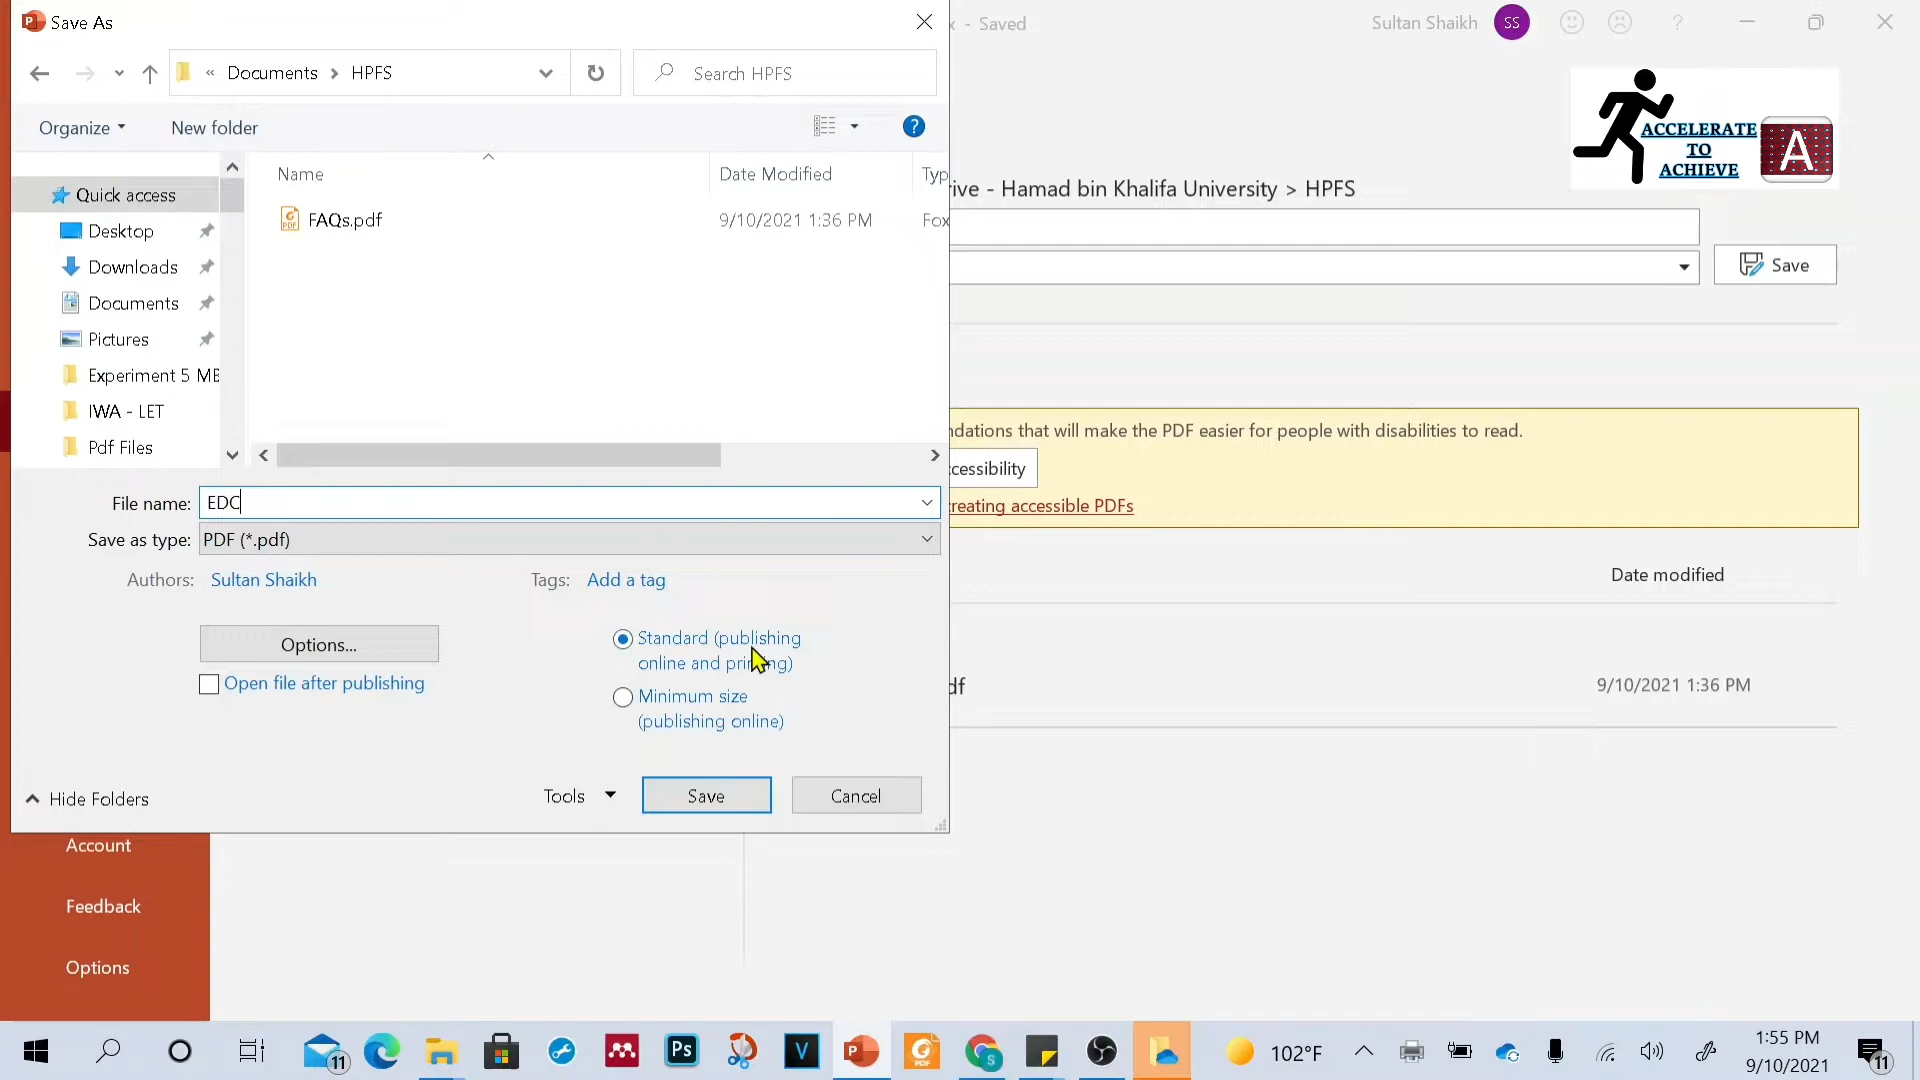 Save As
- Saved
Sultan Shaikh
SS
?
« Documents > HPFS
Search HPFS
Organize
New folder
?
ACCELERATE
TO
ACHIEVE
A
Name
Date Modified
Typ
ive - Hamad bin Khalifa University > HPFS
Quick access
FAQs.pdf
9/10/2021 1:36 PM
Fox
Desktop
Downloads
Save
Documents
Pictures
Experiment 5 ME
IWA - LET
Pdf Files
ndations that will make the PDF easier for people with disabilities to read.
cessibility
reating accessible PDFs
File name: EDC
Save as type: PDF (*.pdf)
Authors: Sultan Shaikh
Tags: Add a tag
Date modified
Options...
Standard (publishing
online and printing)
Open file after publishing
Minimum size
(publishing online)
df
9/10/2021 1:36 PM
Hide Folders
Tools
Save
Cancel
Account
Feedback
Options
11
Ps
V
P
PDF
S
102°F
1:55 PM
9/10/2021
11